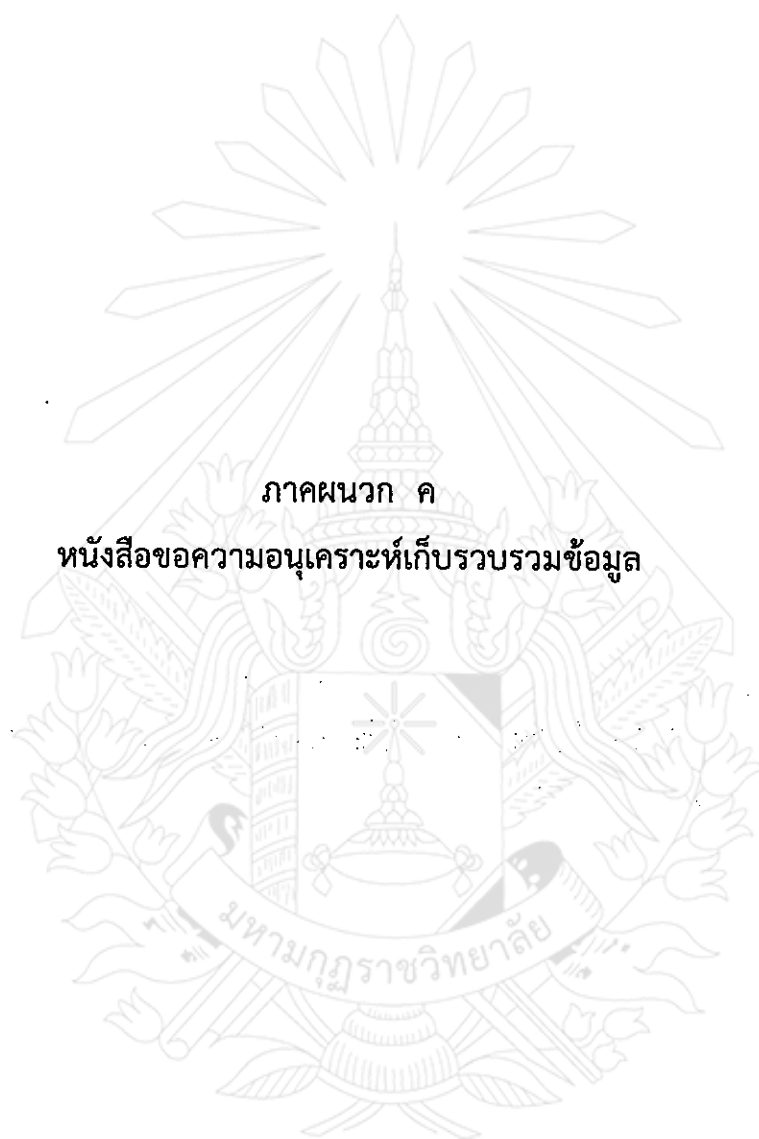 ภาคผนวก ค
หนังสือขอความอนุเคราะห์เก็บรวบรวมข้อมูล
มหามกุฏราชวิทยาลัย